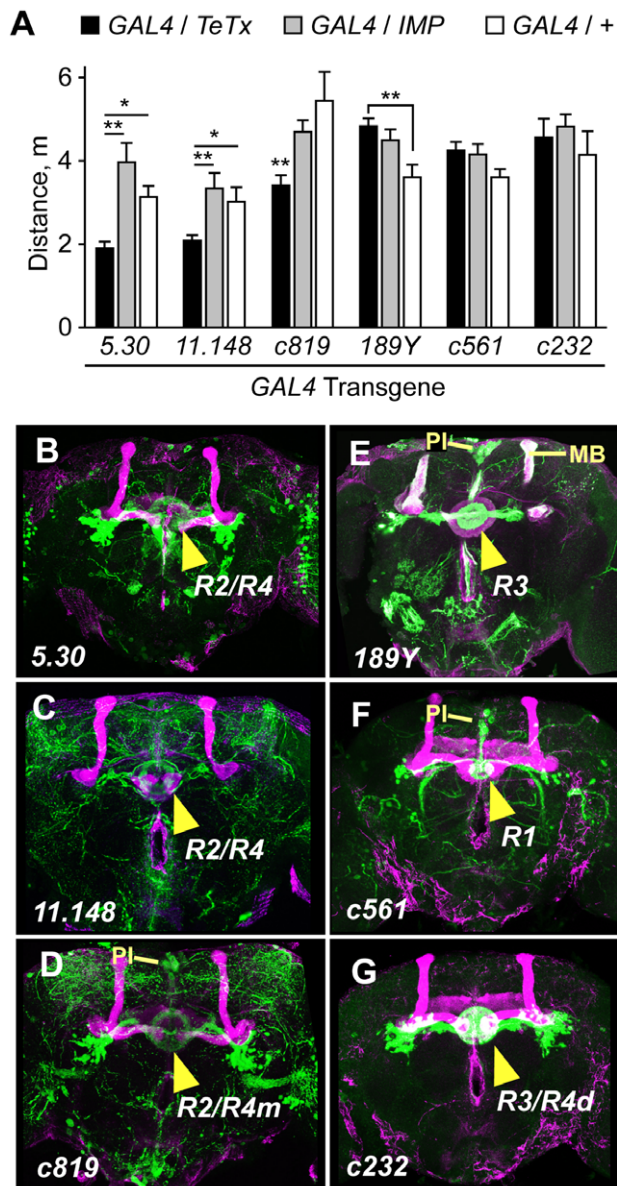 A
GAL4 / TeTx GAL4 / IMP GAL4 / +
Distance, m
6
4
2
0
* ** * ** ** **
5.30 11.148 c819 189Y c561 c232
GAL4 Transgene
B
R2/R4
5.30
E
PI
MB
R3
189Y
C
R2/R4
11.148
F
PI
R1
c561
D
PI
R2/R4m
c819
G
R3/R4d
c232